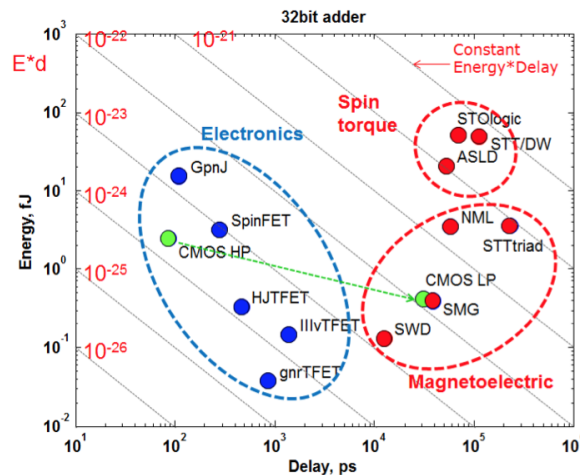 32bit adder
E*d
10^3
10^-22
10^-21
Constant
Energy*Delay
Spin
torque
10^2
10^-23
STOlogic
STT/DW
Electronics
ASLD
GpnJ
10^1
10^-24
Energy, fJ
SpinFET
NML
CMOS HP
STTtriad
10^0
10^-25
CMOS LP
HJTFET
SMG
IIIvTFET
SWD
10^-1
10^-26
gnrTFET
Magnetoelectric
10^-2
10^1
10^2
10^3
10^4
10^5
Delay, ps